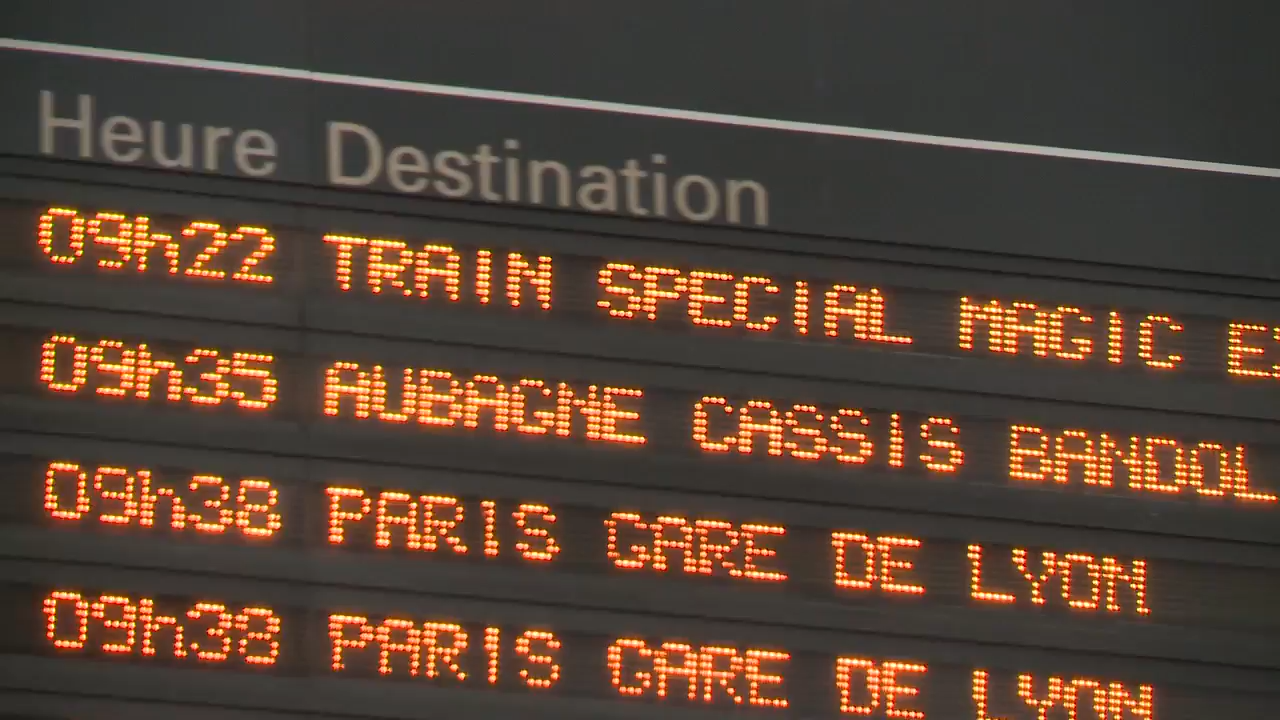 Heure Destination
09h22 TRAIN SPECIAL MAGIC
09h35 AUBAGNE CASSIS BANDOL
09h38 PARIS GARE DE LYON
09h38 PARIS GARE DE LYON